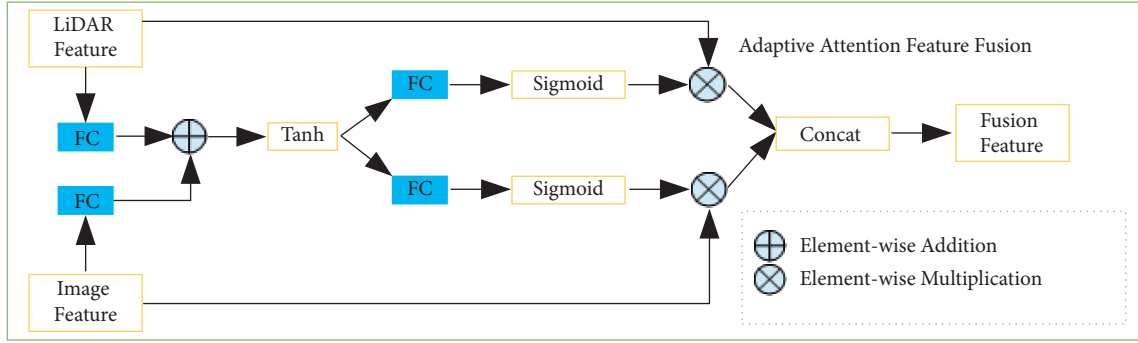 LiDAR
Feature
Adaptive Attention Feature Fusion
FC
Sigmoid
FC
Tanh
Concat
Fusion
Feature
FC
FC
Sigmoid
Element-wise Addition
Element-wise Multiplication
Image
Feature